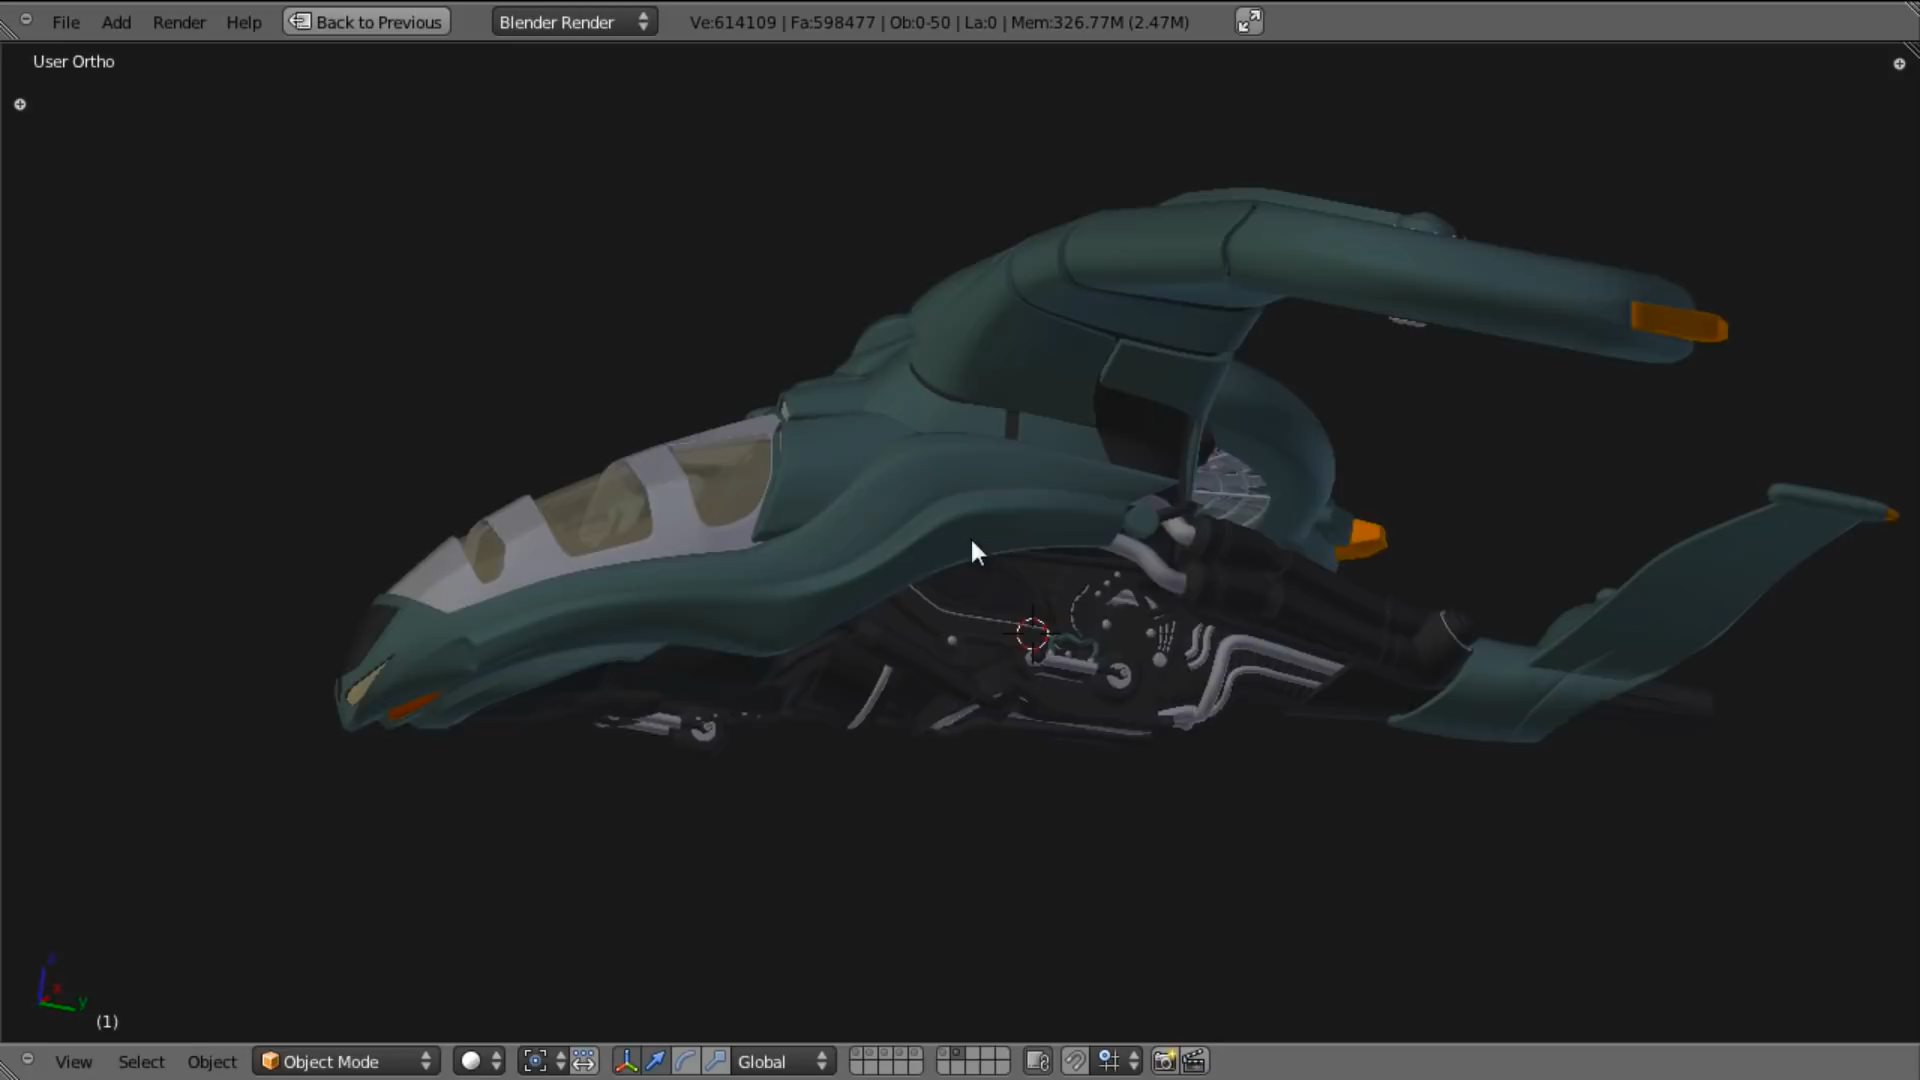 File Add Render Help Back to Previous Blender Render Ve:614109 | Fa:598477 | Ob:0-50 | La:0 | Mem:326.77M (2.47M)
User Ortho
z
x
y
(1)
View Select Object Object Mode Global